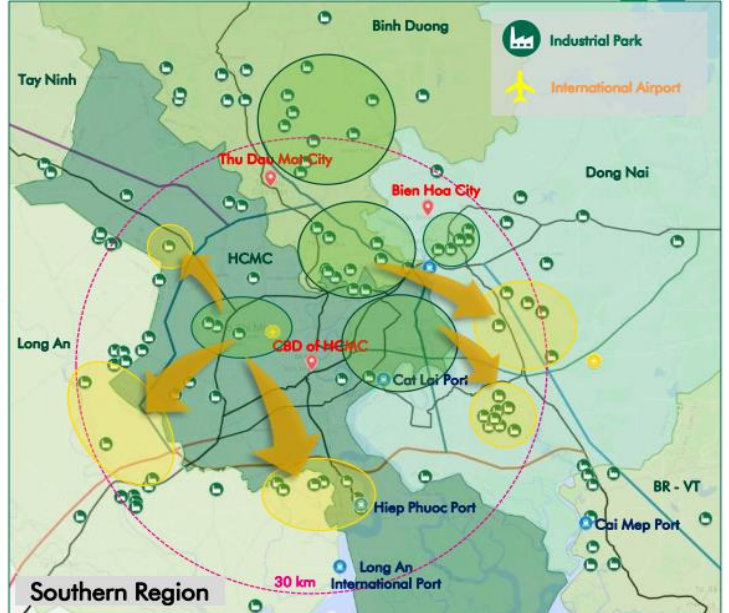 Binh Duong
Industrial Park
International Airport
Tay Ninh
Thu Dau Mot City
Bien Hoa City
Dong Nai
HCMC
Long An
CBD of HCMC
Cat Lai Port
BR - VT
Hiep Phuoc Port
Cai Mep Port
Long An
International Port
30 km
Southern Region